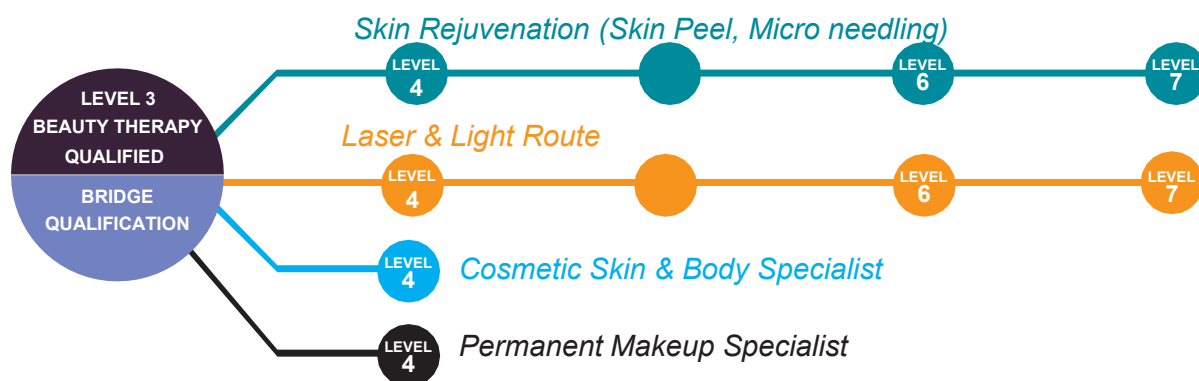 Skin Rejuvenation (Skin Peel, Micro needling)
LEVEL
4
LEVEL
6
LEVEL
7
LEVEL 3
BEAUTY THERAPY
QUALIFIED
BRIDGE
QUALIFICATION
Laser & Light Route
LEVEL
4
LEVEL
6
LEVEL
7
LEVEL
4
Cosmetic Skin & Body Specialist
LEVEL
4
Permanent Makeup Specialist